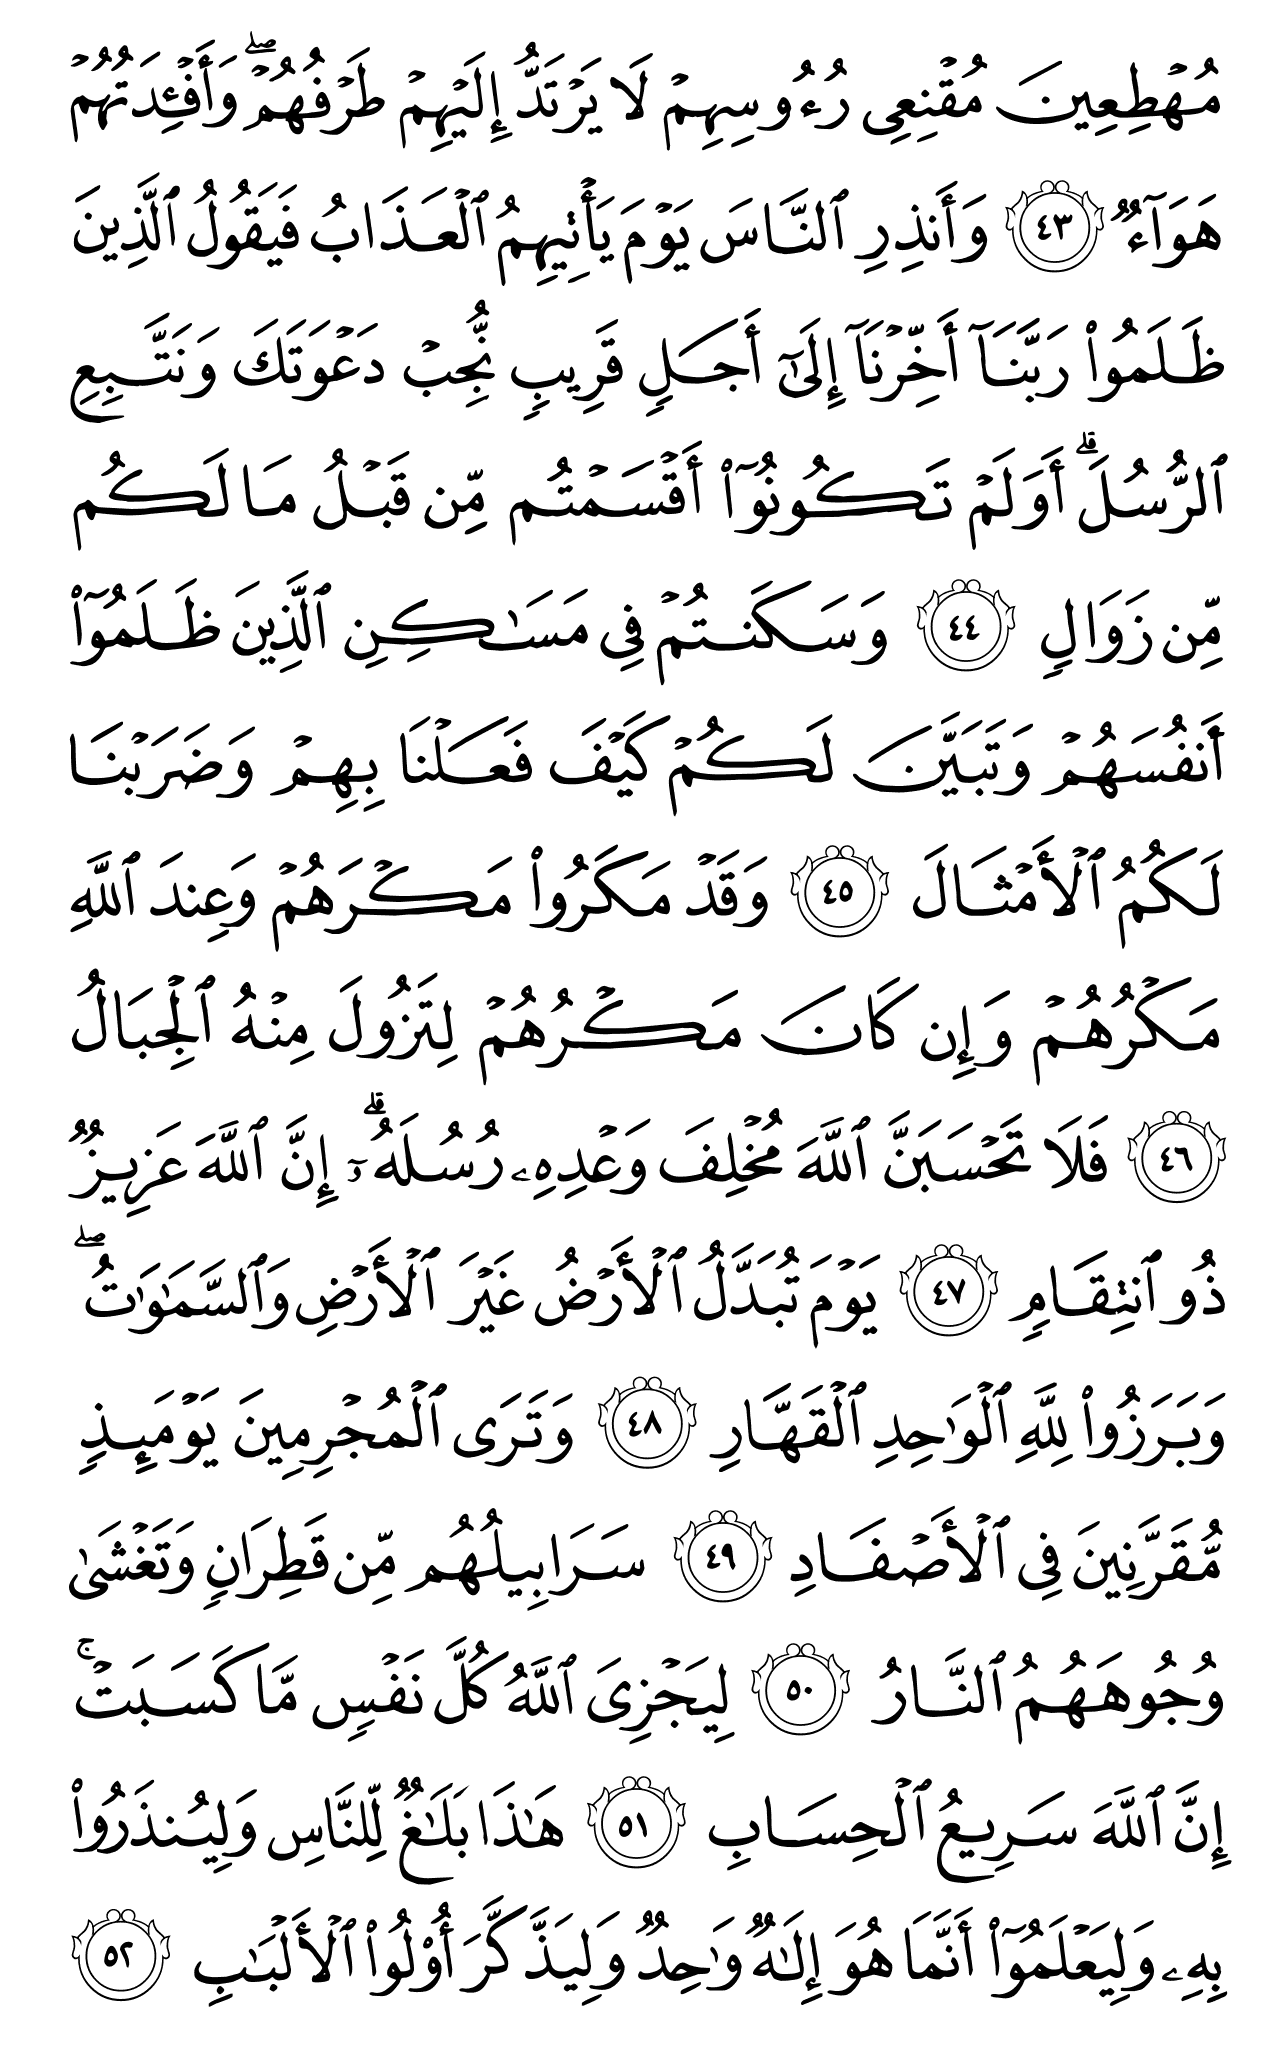 مُهْطِعِينَ مُقْنِعِى رُءُوسِهِمْ لَا يَرْتَدُّ إِلَيْهِمْ طَرْفُهُمْ ۖ وَأَفْـِٔدَتُهُمْ
هَوَآءٌ ٤٣ وَأَنذِرِ ٱلنَّاسَ يَوْمَ يَأْتِيهِمُ ٱلْعَذَابُ فَيَقُولُ ٱلَّذِينَ
ظَلَمُوا۟ رَبَّنَآ أَخِّرْنَآ إِلَىٰٓ أَجَلٍ قَرِيبٍ نُّجِبْ دَعْوَتَكَ وَنَتَّبِعِ
ٱلرُّسُلَ ۗ أَوَلَمْ تَكُونُوٓا۟ أَقْسَمْتُم مِّن قَبْلُ مَا لَكُم
مِّن زَوَالٍ ٤٤ وَسَكَنتُمْ فِى مَسَـٰكِنِ ٱلَّذِينَ ظَلَمُوٓا۟
أَنفُسَهُمْ وَتَبَيَّنَ لَكُمْ كَيْفَ فَعَلْنَا بِهِمْ وَضَرَبْنَا
لَكُمُ ٱلْأَمْثَالَ ٤٥ وَقَدْ مَكَرُوا۟ مَكْرَهُمْ وَعِندَ ٱللَّهِ
مَكْرُهُمْ وَإِن كَانَ مَكْرُهُمْ لِتَزُولَ مِنْهُ ٱلْجِبَالُ
٤٦ فَلَا تَحْسَبَنَّ ٱللَّهَ مُخْلِفَ وَعْدِهِۦ رُسُلَهُۥٓ ۗ إِنَّ ٱللَّهَ عَزِيزٌ
ذُو ٱنتِقَامٍ ٤٧ يَوْمَ تُبَدَّلُ ٱلْأَرْضُ غَيْرَ ٱلْأَرْضِ وَٱلسَّمَـٰوَٰتُ ۖ
وَبَرَزُوا۟ لِلَّهِ ٱلْوَٰحِدِ ٱلْقَهَّارِ ٤٨ وَتَرَى ٱلْمُجْرِمِينَ يَوْمَئِذٍ
مُّقَرَّنِينَ فِى ٱلْأَصْفَادِ ٤٩ سَرَابِيلُهُم مِّن قَطِرَانٍ وَتَغْشَىٰ
وُجُوهَهُمُ ٱلنَّارُ ٥٠ لِيَجْزِىَ ٱللَّهُ كُلَّ نَفْسٍ مَّا كَسَبَتْ ۚ
إِنَّ ٱللَّهَ سَرِيعُ ٱلْحِسَابِ ٥١ هَـٰذَا بَلَـٰغٌ لِّلنَّاسِ وَلِيُنذَرُوا۟
بِهِۦ وَلِيَعْلَمُوٓا۟ أَنَّمَا هُوَ إِلَـٰهٌ وَٰحِدٌ وَلِيَذَّكَّرَ أُو۟لُوا۟ ٱلْأَلْبَـٰبِ ٥٢